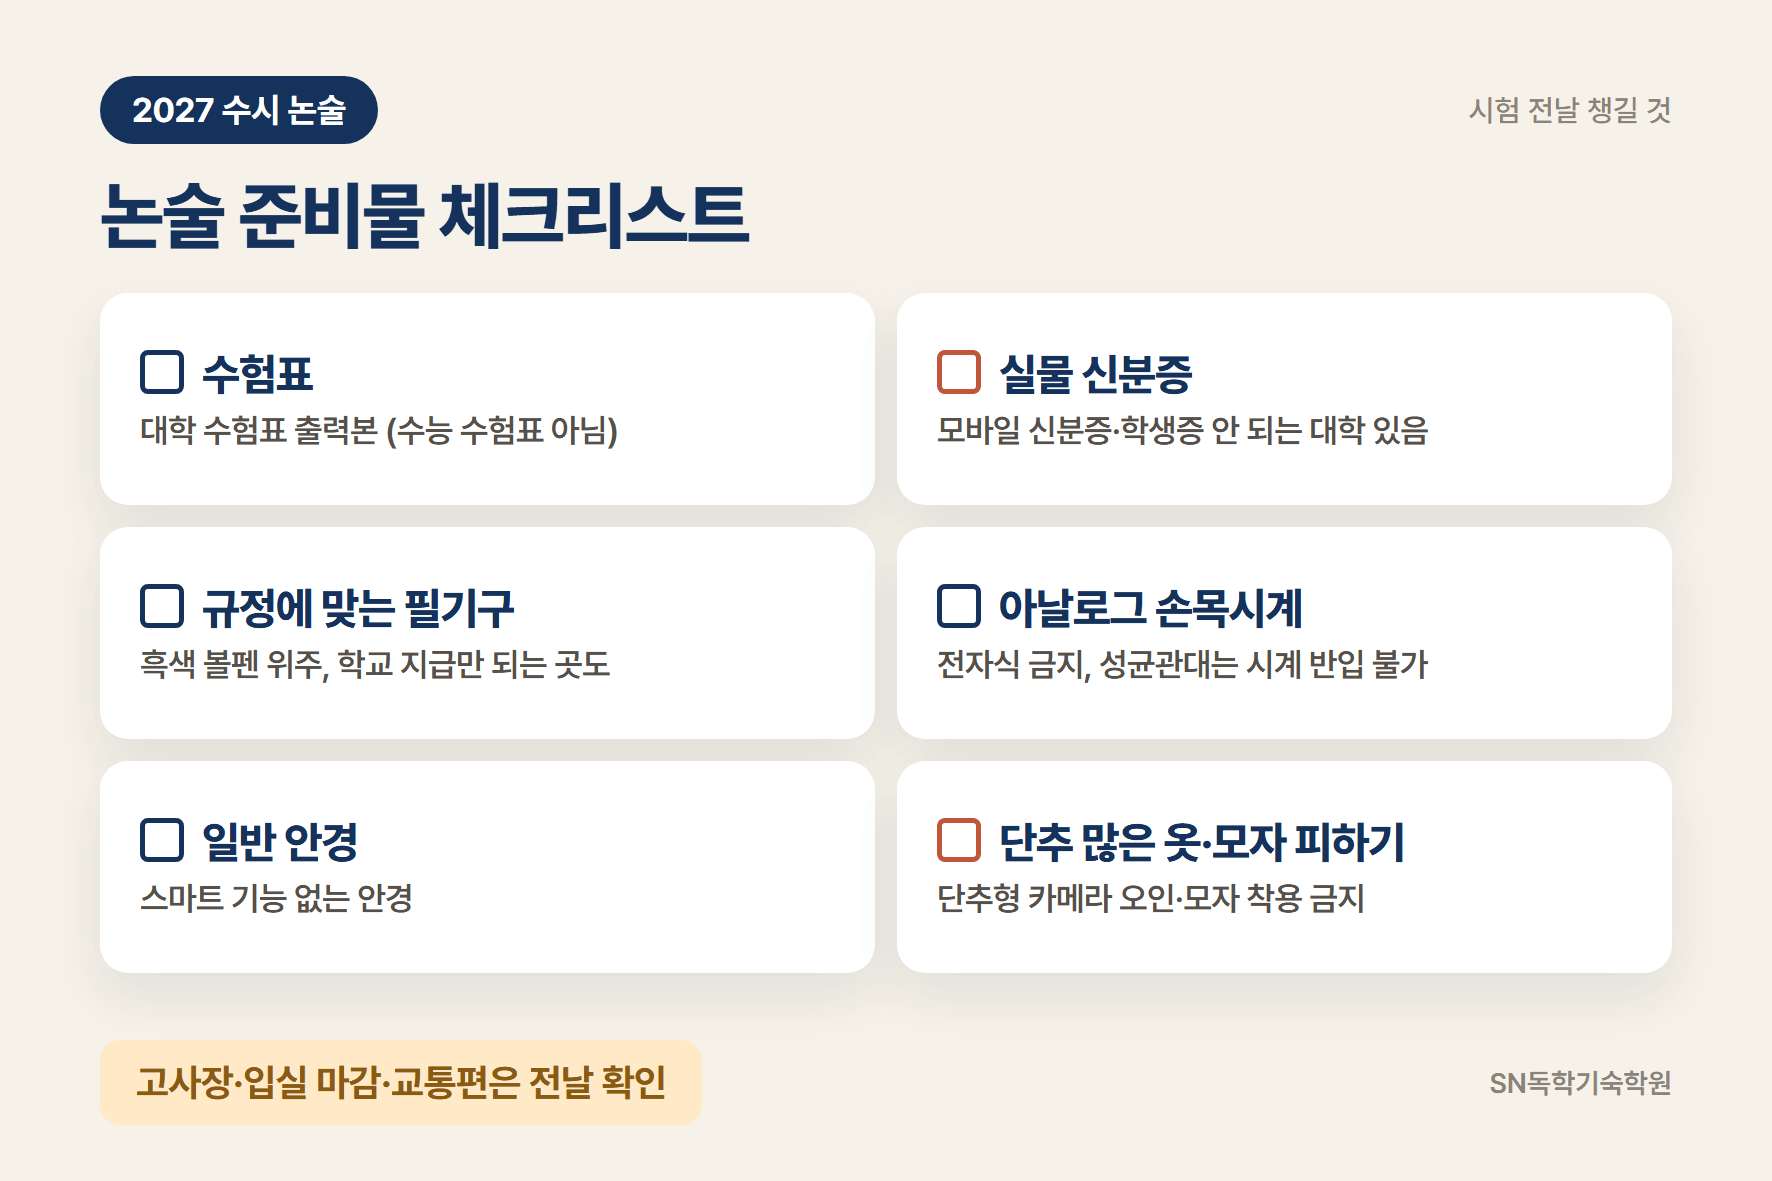 2027 수시 논술
시험 전날 챙길 것
논술 준비물 체크리스트
수험표
대학 수험표 출력본 (수능 수험표 아님)
실물 신분증
모바일 신분증·학생증 안 되는 대학 있음
규정에 맞는 필기구
흑색 볼펜 위주, 학교 지급만 되는 곳도
아날로그 손목시계
전자식 금지, 성균관대는 시계 반입 불가
일반 안경
스마트 기능 없는 안경
단추 많은 옷·모자 피하기
단추형 카메라 오인·모자 착용 금지
고사장·입실 마감·교통편은 전날 확인
SN독학기숙학원